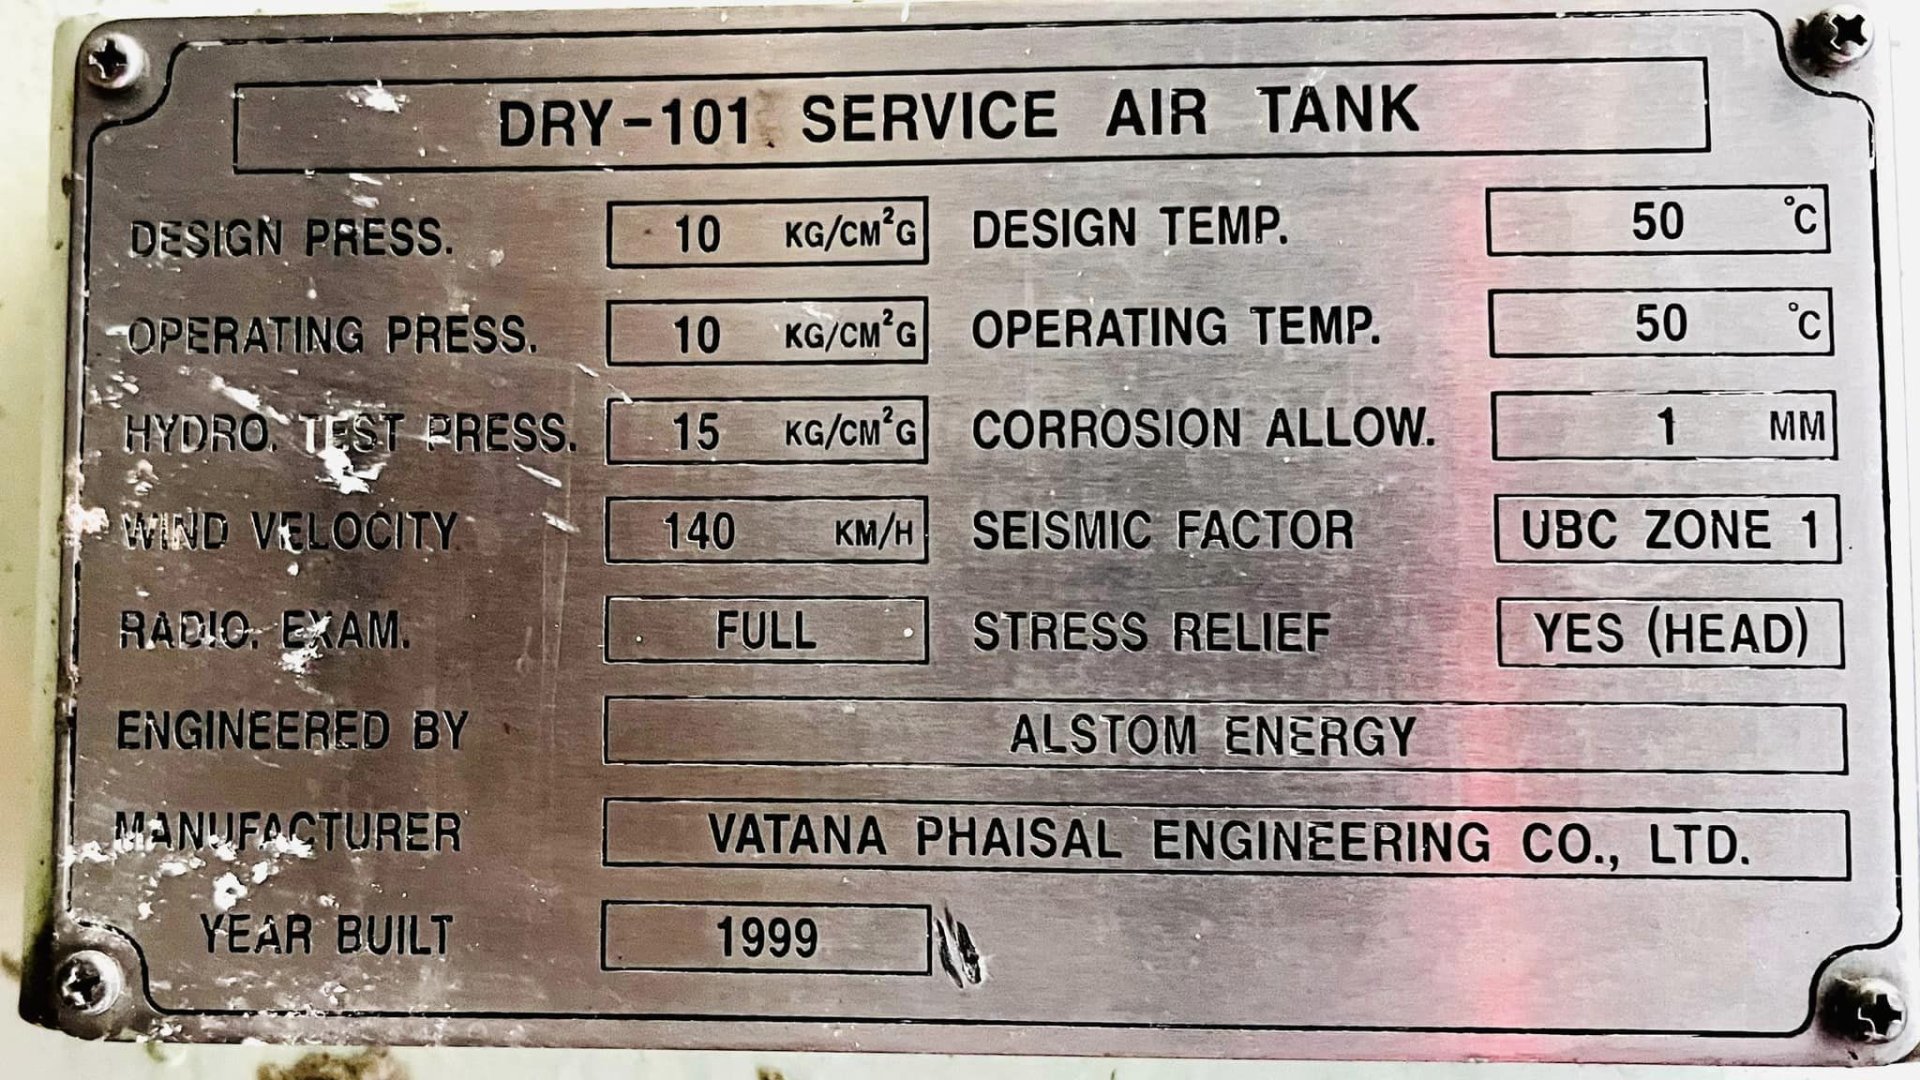 DRY-101 SERVICE AIR TANK
DESIGN PRESS. 10 KG/CM²G DESIGN TEMP. 50 °C
OPERATING PRESS. 10 KG/CM²G OPERATING TEMP. 50 °C
HYDRO. TEST PRESS. 15 KG/CM²G CORROSION ALLOW. 1 MM
WIND VELOCITY 140 KM/H SEISMIC FACTOR UBC ZONE 1
RADIO. EXAM. FULL STRESS RELIEF YES (HEAD)
ENGINEERED BY ALSTOM ENERGY
MANUFACTURER VATANA PHAISAL ENGINEERING CO., LTD.
YEAR BUILT 1999